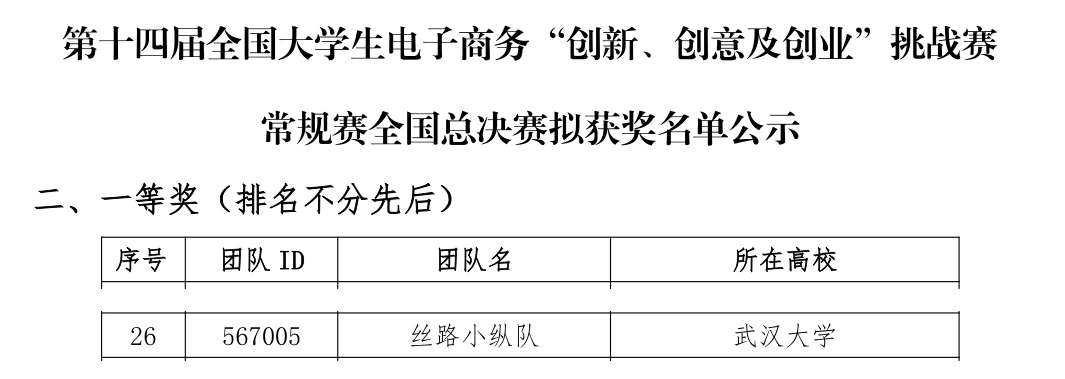 第十四届全国大学生电子商务“创新、创意及创业”挑战赛
常规赛全国总决赛拟获奖名单公示
二、一等奖（排名不分先后）
序号 团队 ID 团队名 所在高校
26 567005 丝路小纵队 武汉大学